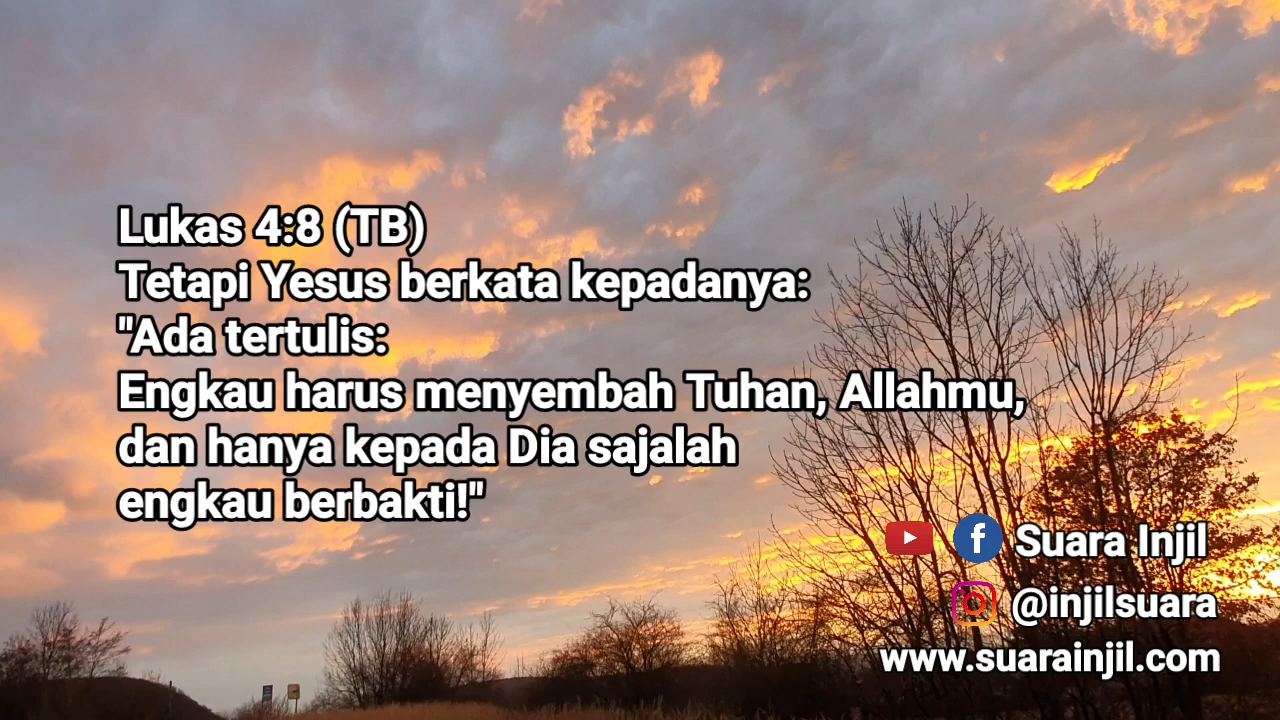 Lukas 4:8 (TB)
Tetapi Yesus berkata kepadanya:
"Ada tertulis:
Engkau harus menyembah Tuhan, Allahmu,
dan hanya kepada Dia sajalah
engkau berbakti!"
Suara Injil
@injilsuara
www.suarainjil.com